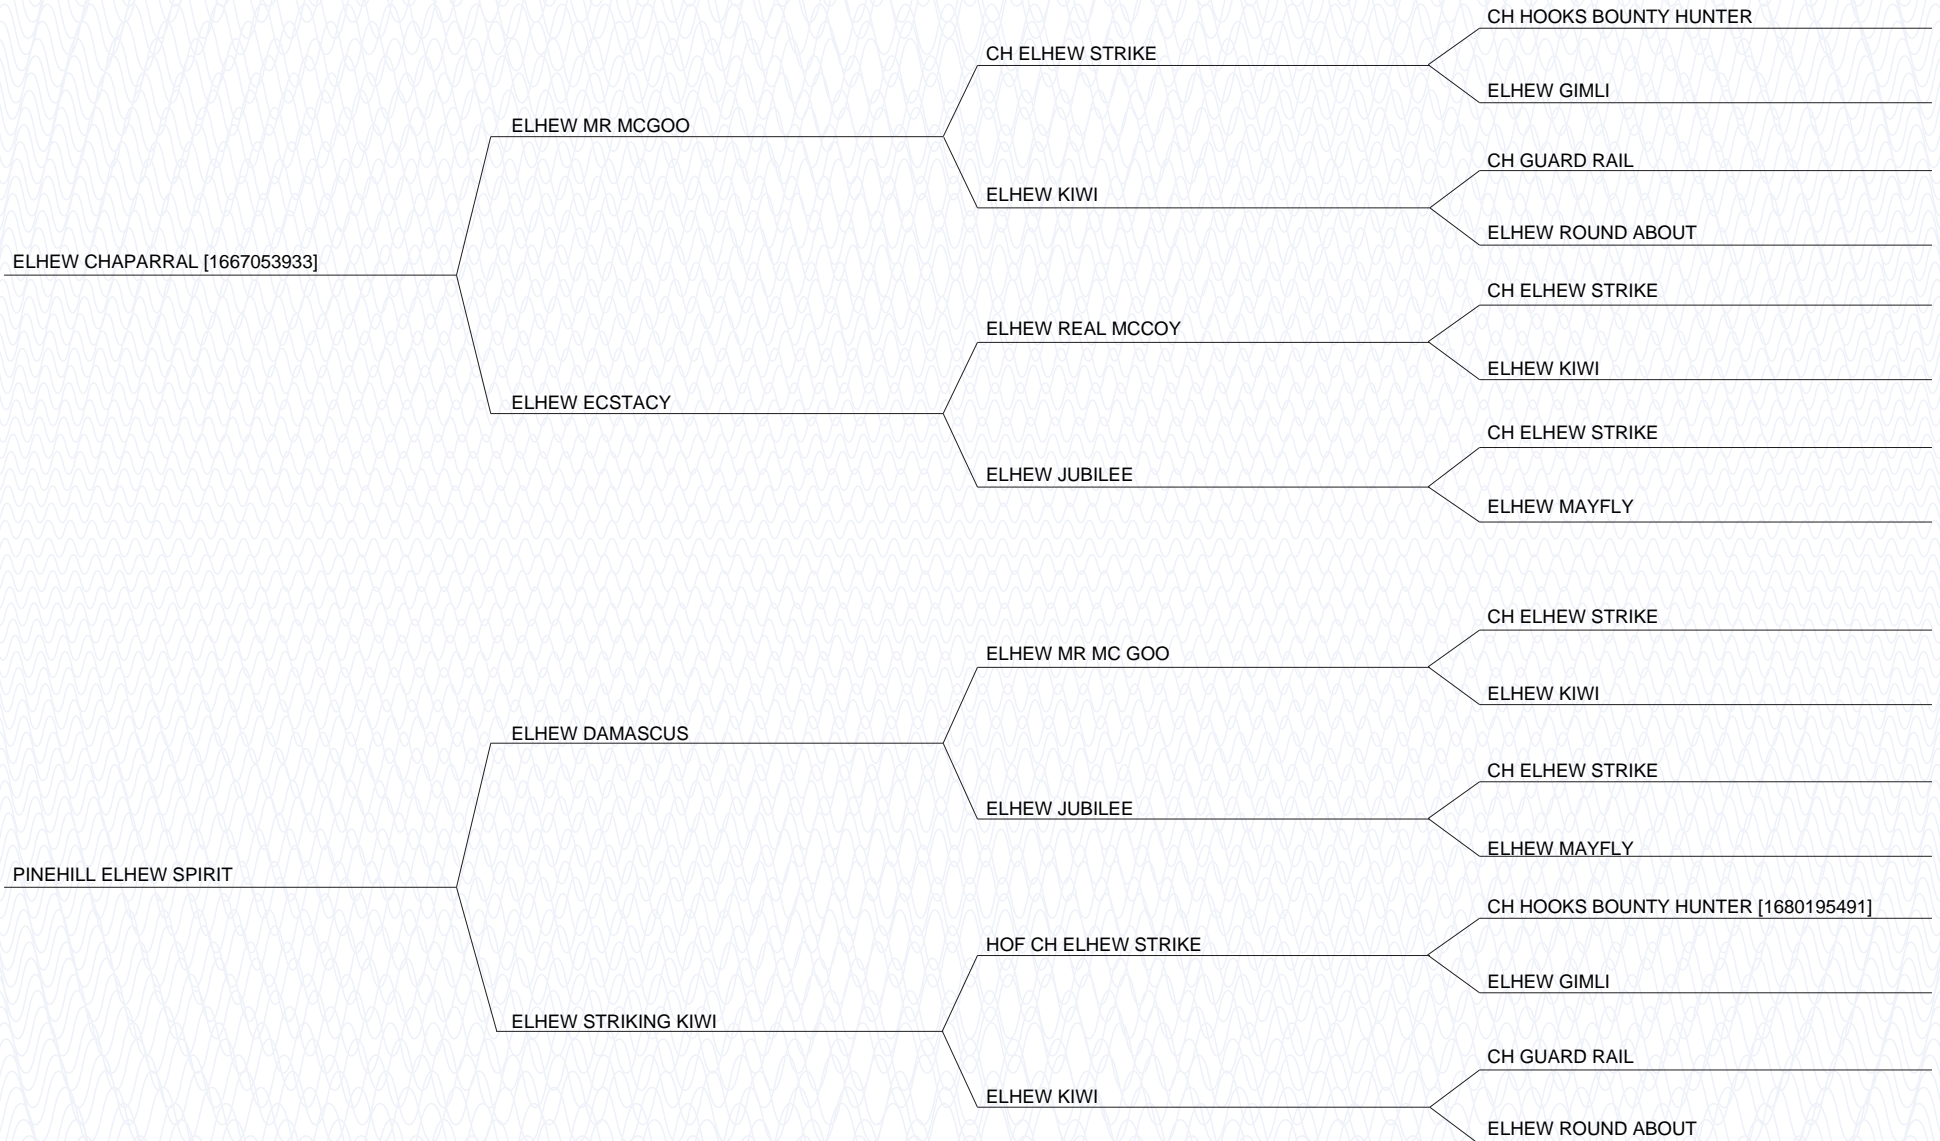 CH HOOKS BOUNTY HUNTER
CH ELHEW STRIKE
ELHEW GIMLI
ELHEW MR MCGOO
CH GUARD RAIL
ELHEW KIWI
ELHEW ROUND ABOUT
ELHEW CHAPARRAL [1667053933]
CH ELHEW STRIKE
ELHEW REAL MCCOY
ELHEW KIWI
ELHEW ECSTACY
CH ELHEW STRIKE
ELHEW JUBILEE
ELHEW MAYFLY
CH ELHEW STRIKE
ELHEW MR MC GOO
ELHEW KIWI
ELHEW DAMASCUS
CH ELHEW STRIKE
ELHEW JUBILEE
ELHEW MAYFLY
PINEHILL ELHEW SPIRIT
CH HOOKS BOUNTY HUNTER [1680195491]
HOF CH ELHEW STRIKE
ELHEW GIMLI
ELHEW STRIKING KIWI
CH GUARD RAIL
ELHEW KIWI
ELHEW ROUND ABOUT